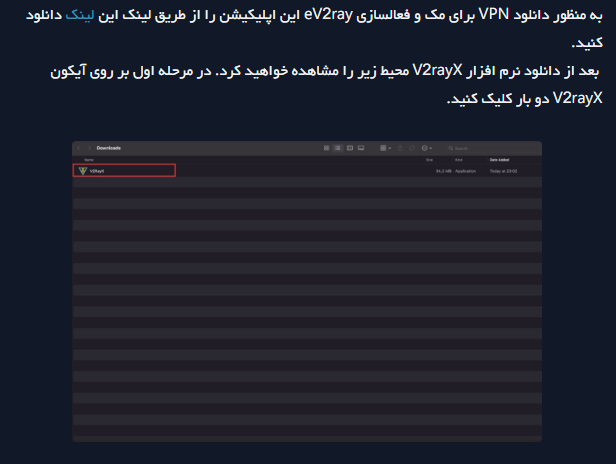 به منظور دانلود VPN برای مک و فعالسازی eV2ray این اپلیکیشن را از طریق لینک این لینک دانلود
کنید.
بعد از دانلود نرم افزار V2rayX محیط زیر را مشاهده خواهید کرد. در مرحله اول بر روی آیکون
V2rayX دو بار کلیک کنید.
Downloads Search
Name Size Kind Date Added
V2RayX 34,2 MB Application Today at 23:02